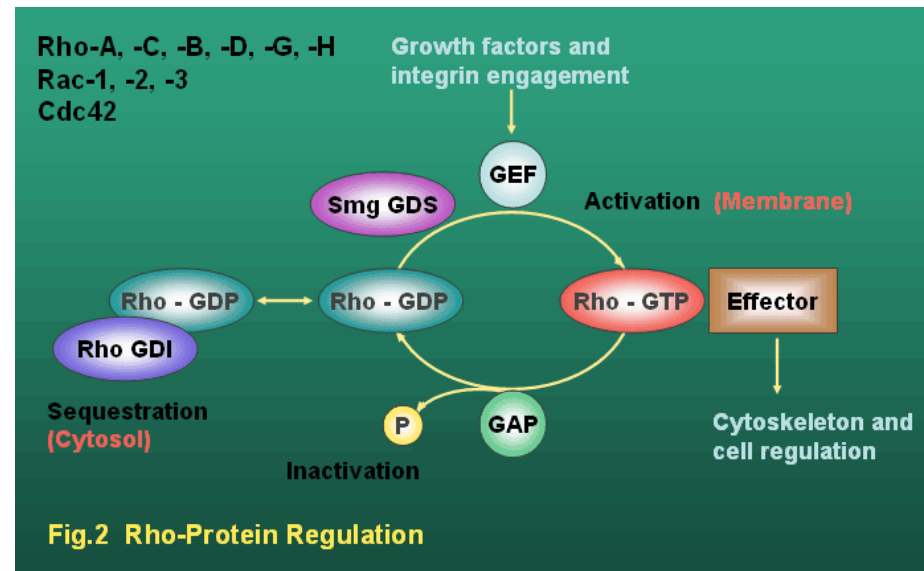 Rho-A, -C, -B, -D, -G, -H
Rac-1, -2, -3
Cdc42
Growth factors and
integrin engagement
GEF
Smg GDS
Activation (Membrane)
Rho - GDP
Rho - GDP
Rho - GTP
Effector
Rho GDI
Sequestration
(Cytosol)
P
GAP
Inactivation
Cytoskeleton and
cell regulation
Fig.2 Rho-Protein Regulation